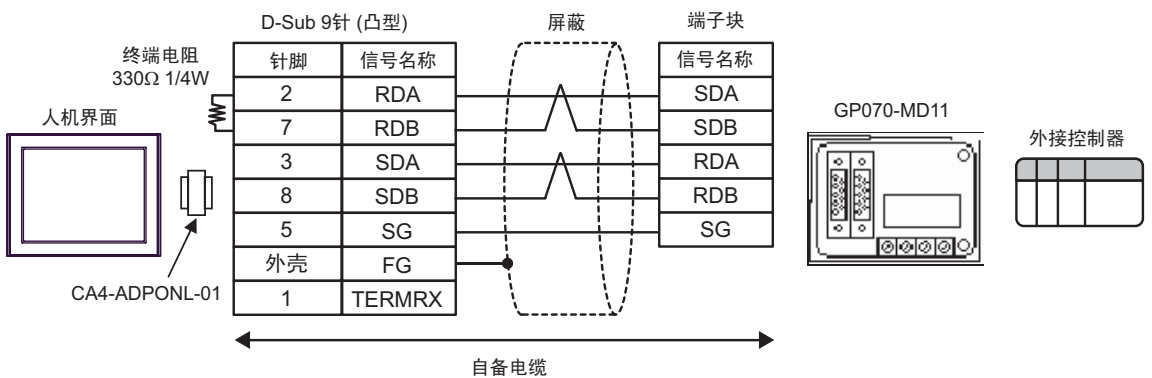 D-Sub 9针 (凸型)
屏蔽
端子块
终端电阻
330Ω 1/4W
针脚 信号名称
信号名称
2 RDA
SDA
7 RDB
SDB
3 SDA
RDA
8 SDB
RDB
5 SG
SG
外壳 FG
1 TERMRX
人机界面
CA4-ADPONL-01
GP070-MD11
外接控制器
自备电缆